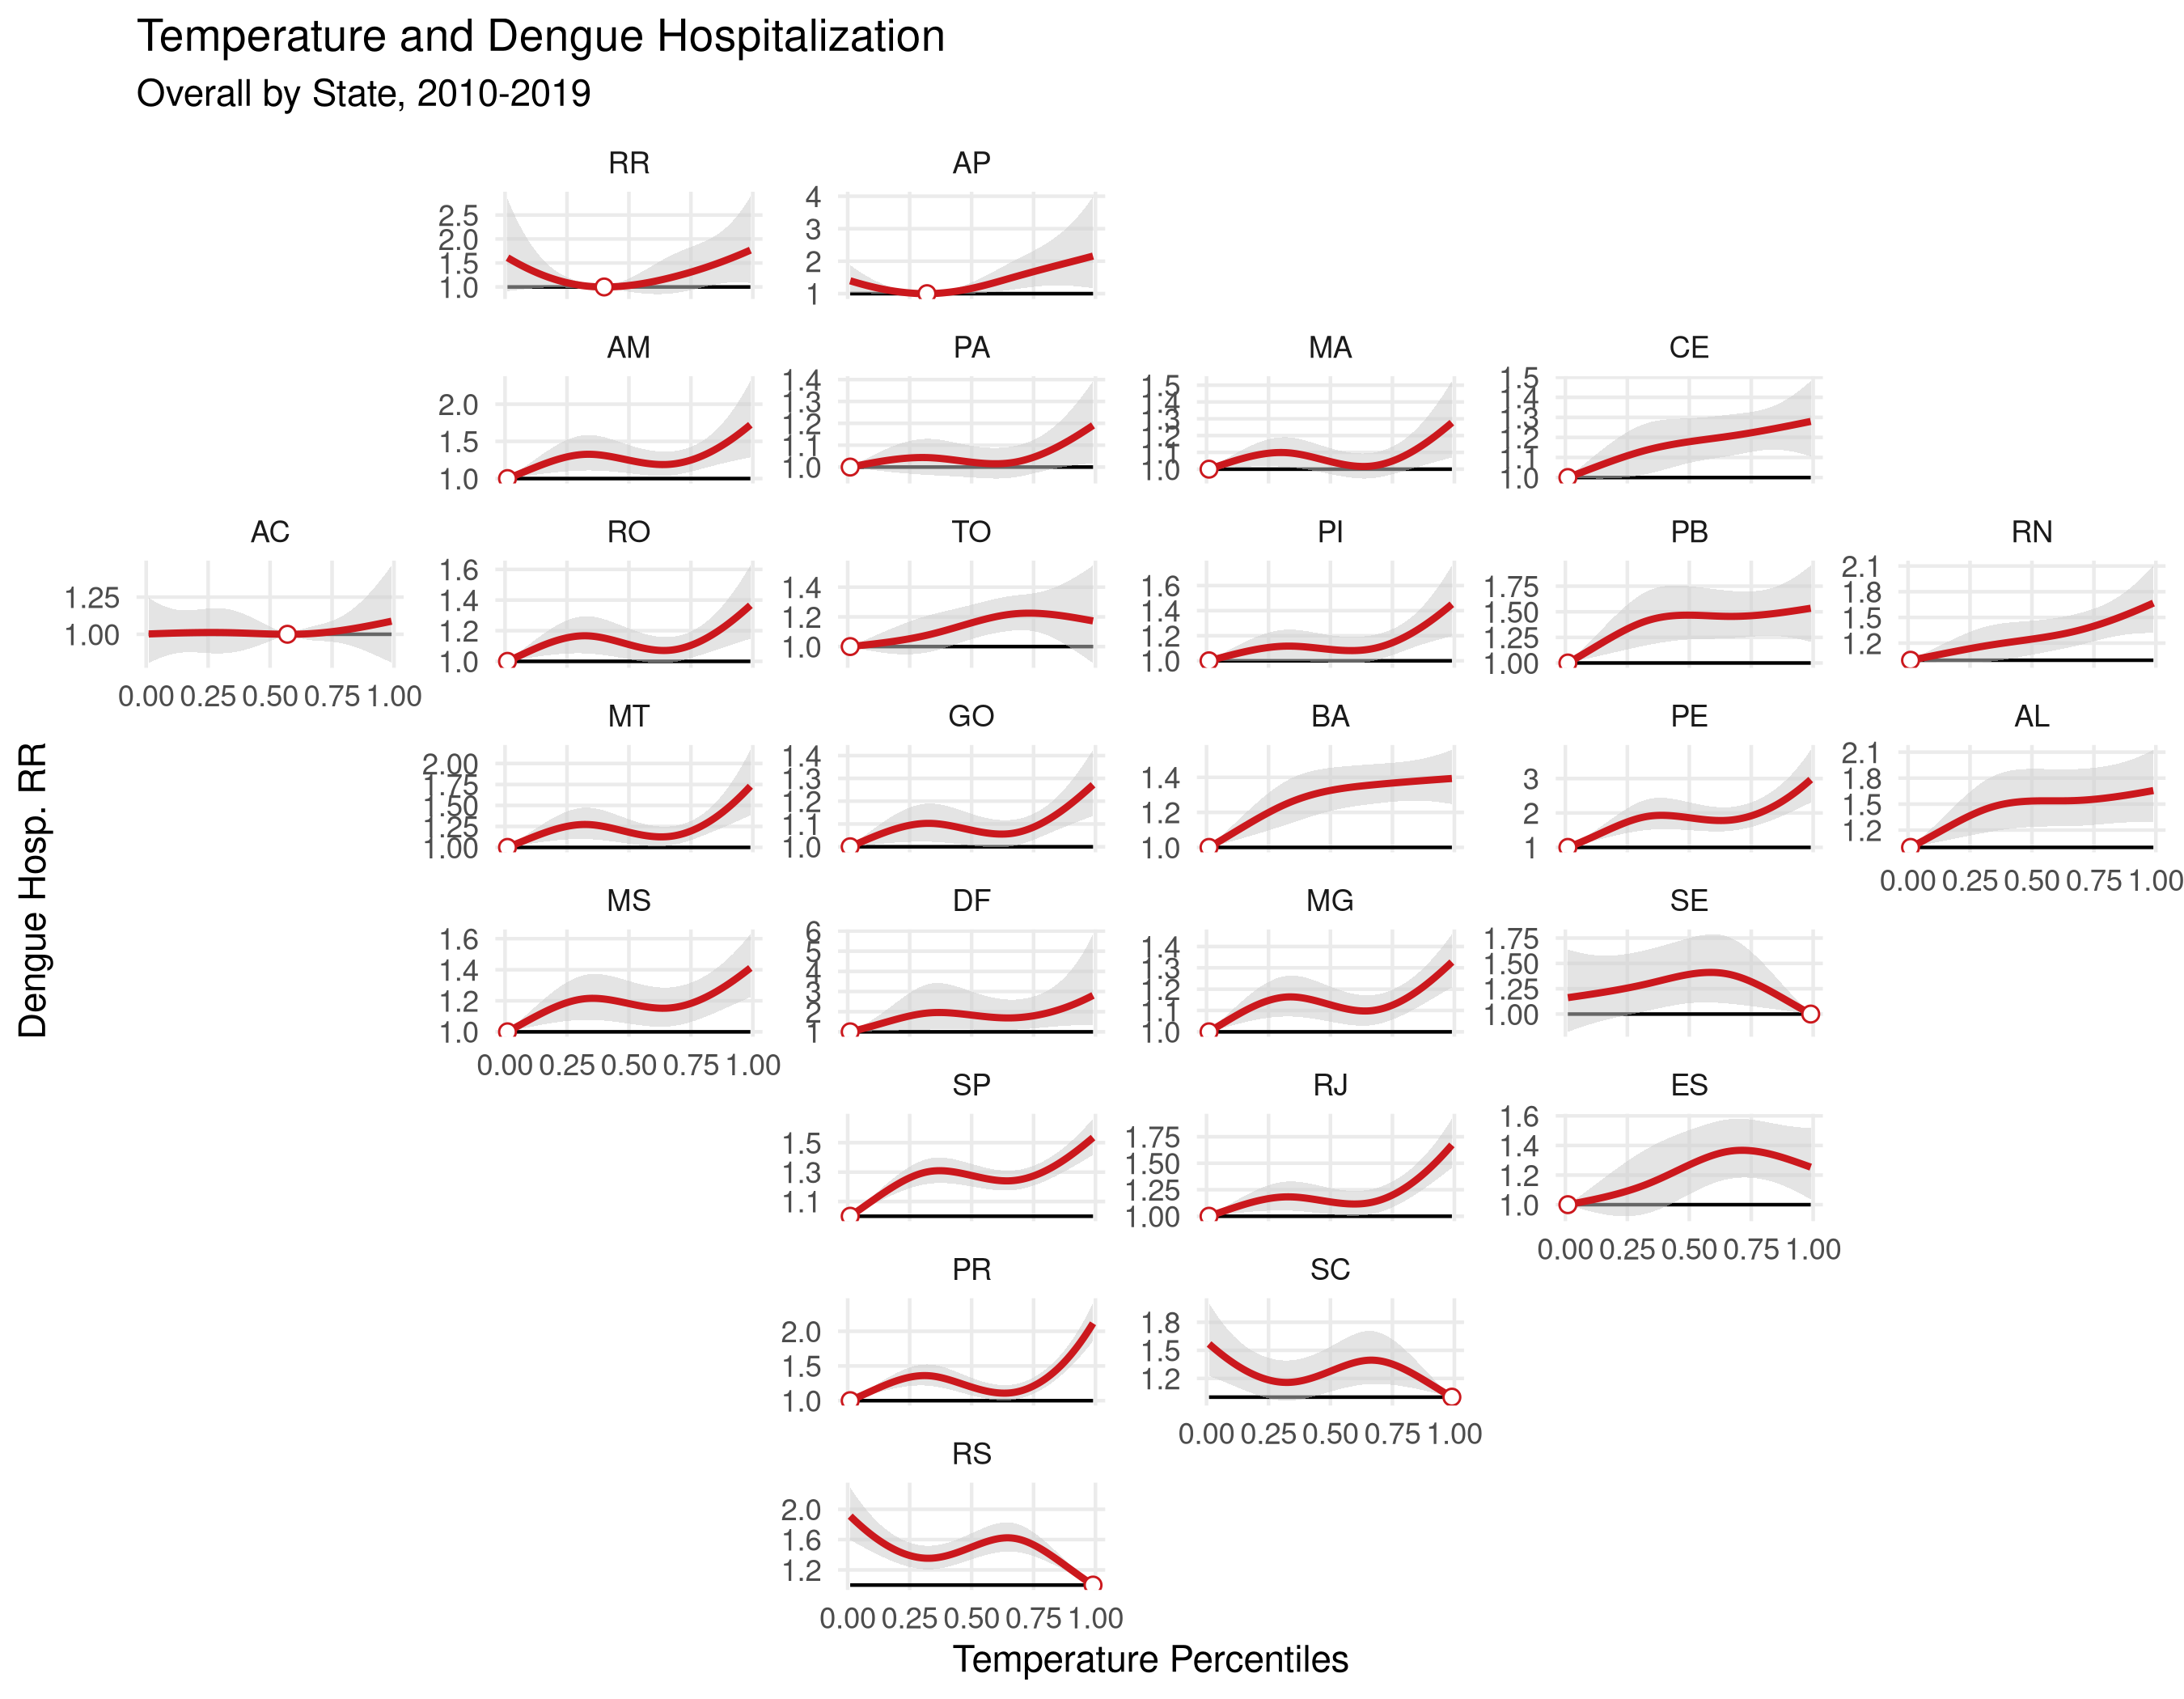 Temperature and Dengue Hospitalization
Overall by State, 2010-2019
RR
AP
2.5
2.0
1.5
1.0
4
3
2
1
AM
PA
MA
CE
2.0
1.5
1.0
1.4
1.3
1.2
1.1
1.0
1.5
1.4
1.3
1.2
1.1
1.0
1.5
1.4
1.3
1.2
1.1
1.0
AC
RO
TO
PI
PB
RN
1.25
1.00
1.6
1.4
1.2
1.0
1.4
1.2
1.0
1.6
1.4
1.2
1.0
1.75
1.50
1.25
1.00
2.1
1.8
1.5
1.2
0.00 0.25 0.50 0.75 1.00
MT
GO
BA
PE
AL
2.00
1.75
1.50
1.25
1.00
1.4
1.3
1.2
1.1
1.0
1.4
1.2
1.0
3
2
1
2.1
1.8
1.5
1.2
0.00 0.25 0.50 0.75 1.00
MS
DF
MG
SE
1.6
1.4
1.2
1.0
6
5
4
3
2
1
1.4
1.3
1.2
1.1
1.0
1.75
1.50
1.25
1.00
0.00 0.25 0.50 0.75 1.00
SP
RJ
ES
1.5
1.3
1.1
1.75
1.50
1.25
1.00
1.6
1.4
1.2
1.0
0.00 0.25 0.50 0.75 1.00
PR
SC
2.0
1.5
1.0
1.8
1.5
1.2
0.00 0.25 0.50 0.75 1.00
RS
2.0
1.6
1.2
0.00 0.25 0.50 0.75 1.00
Temperature Percentiles
Dengue Hosp. RR